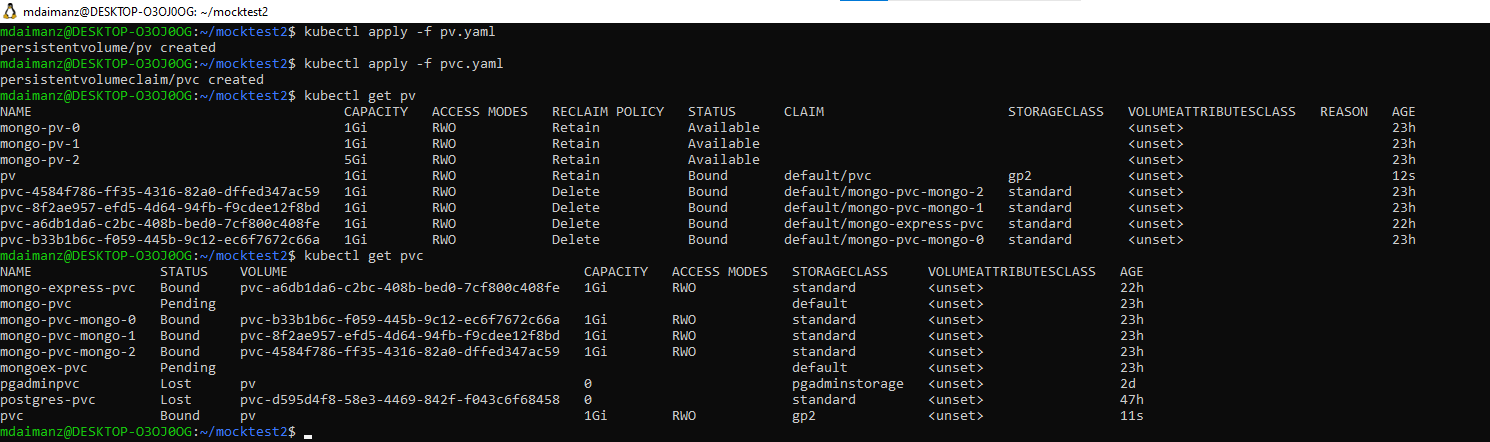 mdaimanz@DESKTOP-O3OJ0OG: ~/mocktest2
mdaimanz@DESKTOP-O3OJ0OG:~/mocktest2$ kubectl apply -f pv.yaml
persistentvolume/pv created
mdaimanz@DESKTOP-O3OJ0OG:~/mocktest2$ kubectl apply -f pvc.yaml
persistentvolumeclaim/pvc created
mdaimanz@DESKTOP-O3OJ0OG:~/mocktest2$ kubectl get pv
NAME CAPACITY ACCESS MODES RECLAIM POLICY STATUS CLAIM STORAGECLASS VOLUMEATTRIBUTESCLASS REASON AGE
mongo-pv-0 1Gi RWO Retain Available <unset> 23h
mongo-pv-1 1Gi RWO Retain Available <unset> 23h
mongo-pv-2 5Gi RWO Retain Available <unset> 23h
pv 1Gi RWO Retain Bound default/pvc gp2 <unset> 12s
pvc-4584f786-ff35-4316-82a0-dffed347ac59 1Gi RWO Delete Bound default/mongo-pvc-mongo-2 standard <unset> 23h
pvc-8f2ae957-efd5-4d64-94fb-f9cdee12f8bd 1Gi RWO Delete Bound default/mongo-pvc-mongo-1 standard <unset> 23h
pvc-a6db1da6-c2bc-408b-bed0-7cf800c408fe 1Gi RWO Delete Bound default/mongo-express-pvc standard <unset> 22h
pvc-b33b1b6c-f059-445b-9c12-ec6f7672c66a 1Gi RWO Delete Bound default/mongo-pvc-mongo-0 standard <unset> 23h
mdaimanz@DESKTOP-O3OJ0OG:~/mocktest2$ kubectl get pvc
NAME STATUS VOLUME CAPACITY ACCESS MODES STORAGECLASS VOLUMEATTRIBUTESCLASS AGE
mongo-express-pvc Bound pvc-a6db1da6-c2bc-408b-bed0-7cf800c408fe 1Gi RWO standard <unset> 22h
mongo-pvc Pending default <unset> 23h
mongo-pvc-mongo-0 Bound pvc-b33b1b6c-f059-445b-9c12-ec6f7672c66a 1Gi RWO standard <unset> 23h
mongo-pvc-mongo-1 Bound pvc-8f2ae957-efd5-4d64-94fb-f9cdee12f8bd 1Gi RWO standard <unset> 23h
mongo-pvc-mongo-2 Bound pvc-4584f786-ff35-4316-82a0-dffed347ac59 1Gi RWO standard <unset> 23h
mongoex-pvc Pending default <unset> 23h
pgadminpvc Lost pv 0 pgadminstorage <unset> 2d
postgres-pvc Lost pvc-d595d4f8-58e3-4469-842f-f043c6f68458 0 standard <unset> 47h
pvc Bound pv 1Gi RWO gp2 <unset> 11s
mdaimanz@DESKTOP-O3OJ0OG:~/mocktest2$